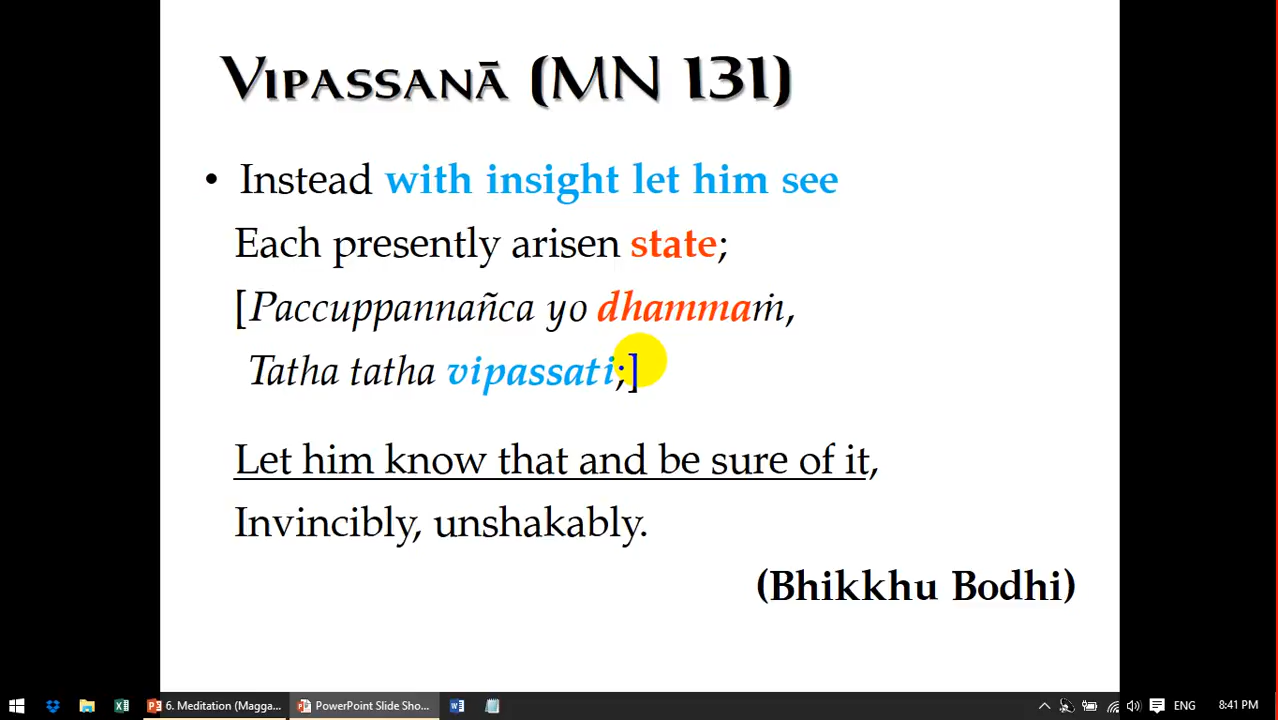 Vipassanā (MN 131)
• Instead with insight let him see
Each presently arisen state;
[Paccuppannañca yo dhammaṁ,
Tatha tatha vipassati;]
Let him know that and be sure of it,
Invincibly, unshakably.
(Bhikkhu Bodhi)
6. Meditation (Magga... PowerPoint Slide Sho... ENG 8:41 PM